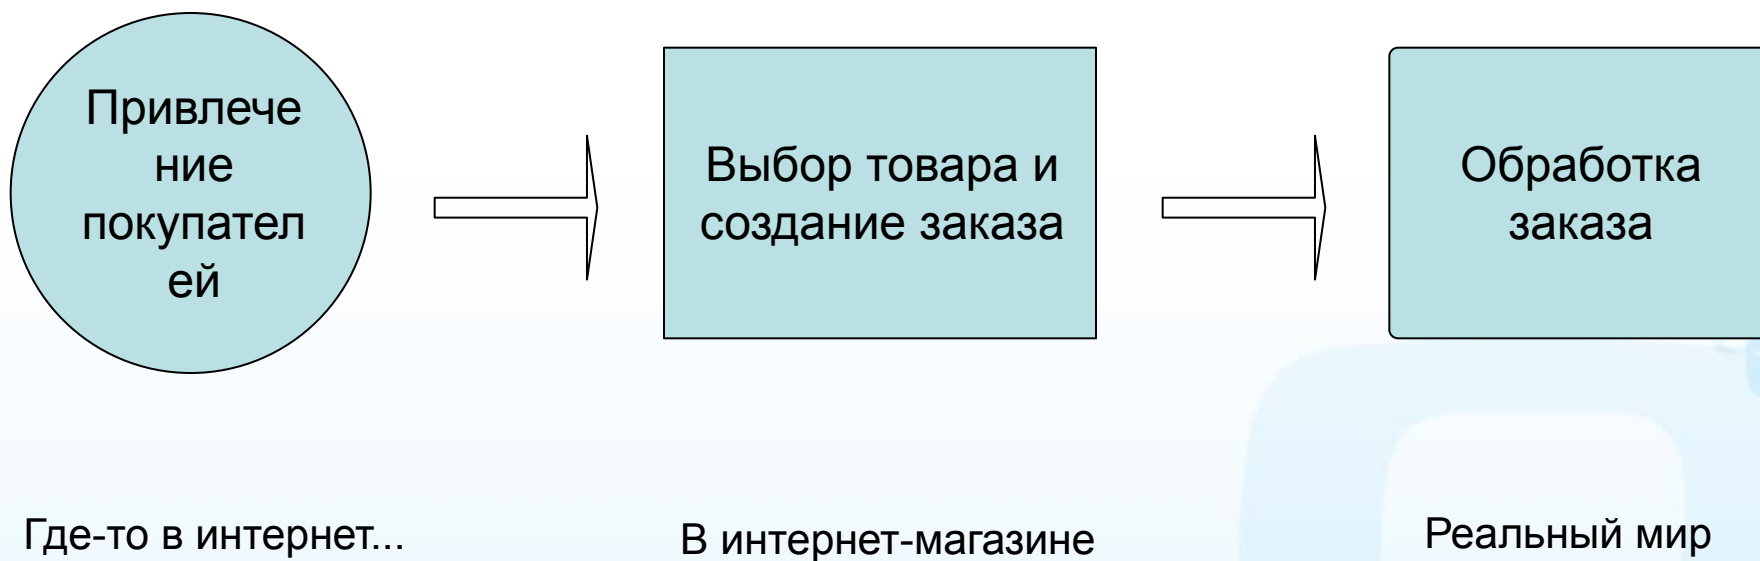 Привлече
ние
покупател
ей
Выбор товара и
создание заказа
Обработка
заказа
Где-то в интернет...
В интернет-магазине
Реальный мир